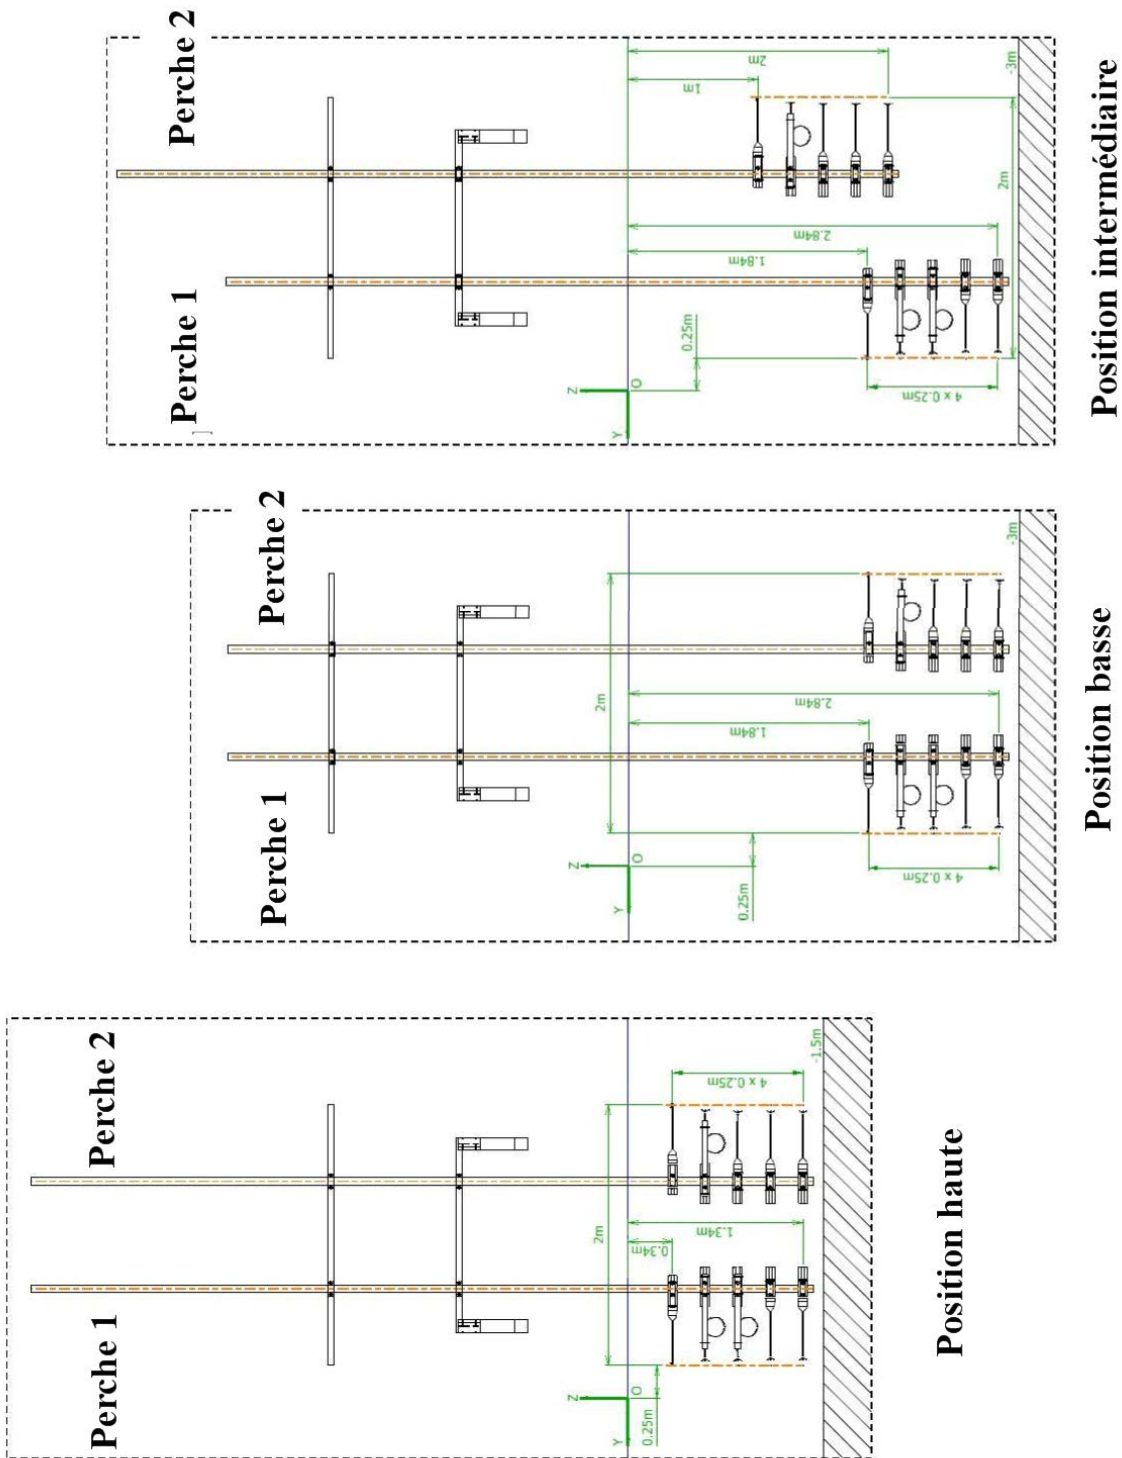 Perche 2
Perche 1
2m
1m
-3m
2m
2.84m
1.84m
0.25m
4 x 0.25m
Z
O
Y
Position intermédiaire
Perche 2
Perche 1
-3m
2m
2.84m
1.84m
4 x 0.25m
0.25m
Z
O
Y
Position basse
Perche 2
Perche 1
-1.5m
4 x 0.25m
2m
1.34m
0.34m
0.25m
Z
O
Y
Position haute